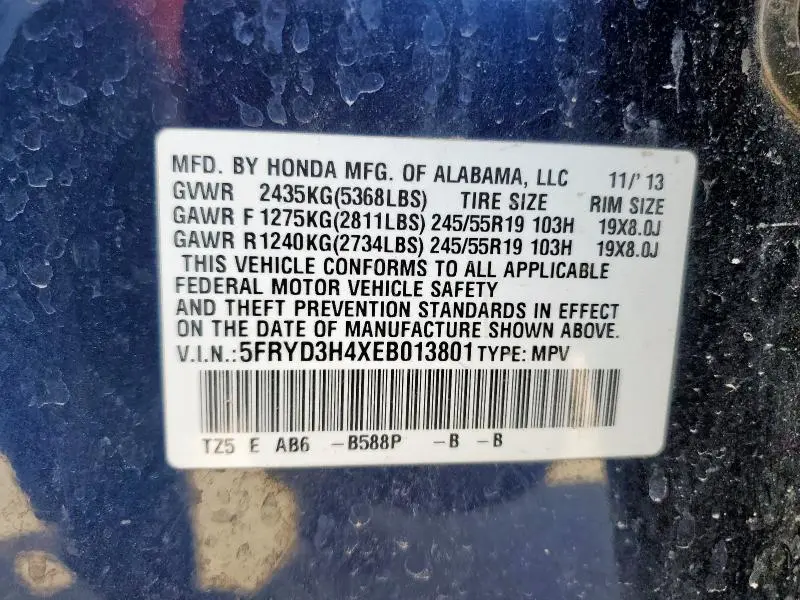 MFD. BY HONDA MFG. OF ALABAMA, LLC 11/' 13
GVWR 2435KG(5368LBS) TIRE SIZE RIM SIZE
GAWR F 1275KG(2811LBS) 245/55R19 103H 19X8.0J
GAWR R1240KG(2734LBS) 245/55R19 103H 19X8.0J
THIS VEHICLE CONFORMS TO ALL APPLICABLE
FEDERAL MOTOR VEHICLE SAFETY
AND THEFT PREVENTION STANDARDS IN EFFECT
ON THE DATE OF MANUFACTURE SHOWN ABOVE.
V.I.N.:5FRYD3H4XEB013801 TYPE: MPV
TZ5 E AB6 -B588P -B -B